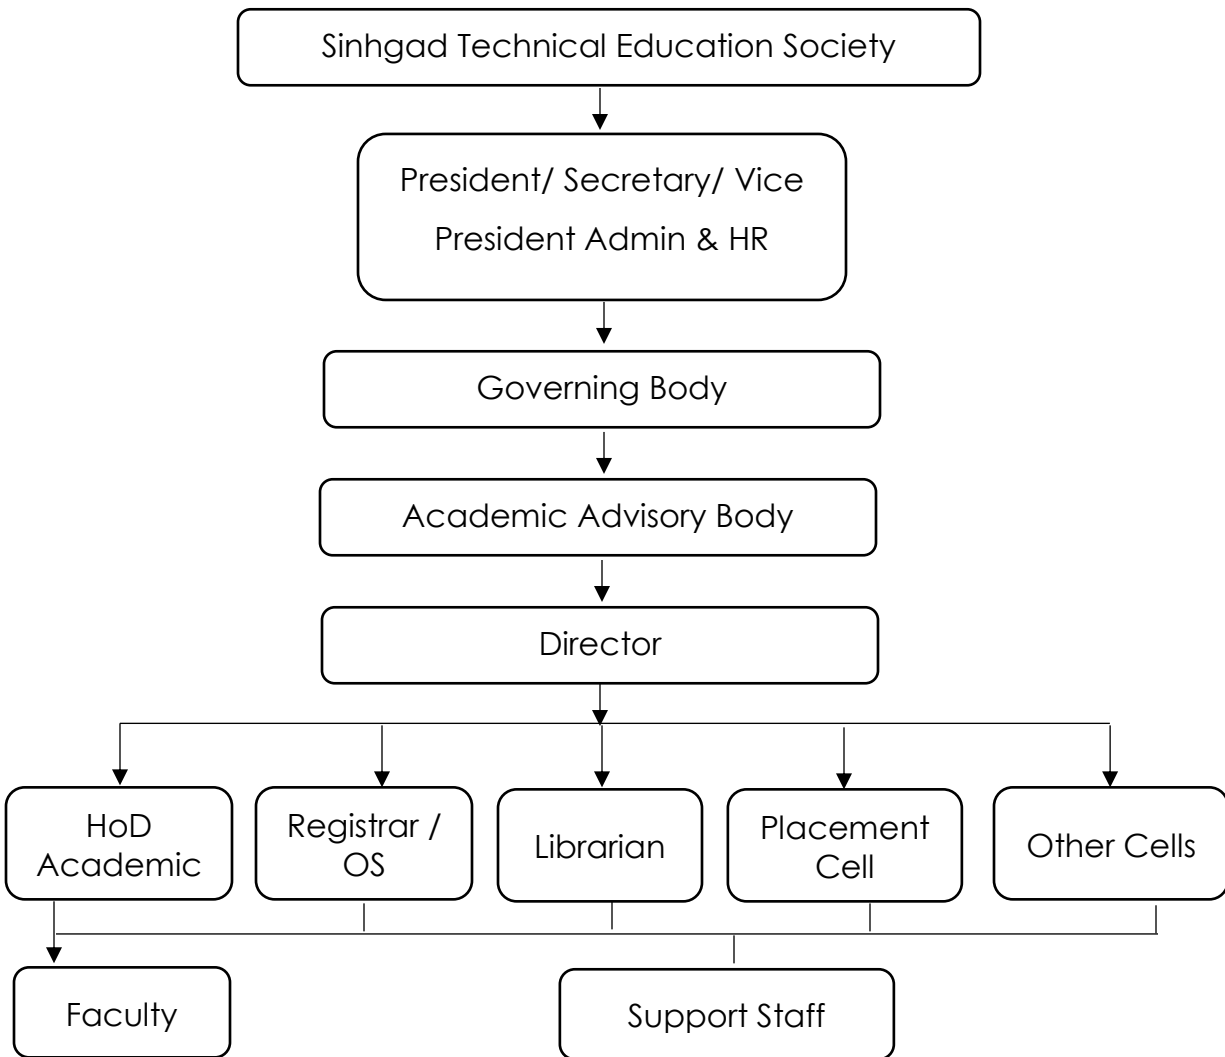 Sinhgad Technical Education Society
President/ Secretary/ Vice
President Admin & HR
Governing Body
Academic Advisory Body
Director
HoD
Academic
Registrar /
OS
Librarian
Placement
Cell
Other Cells
Faculty
Support Staff